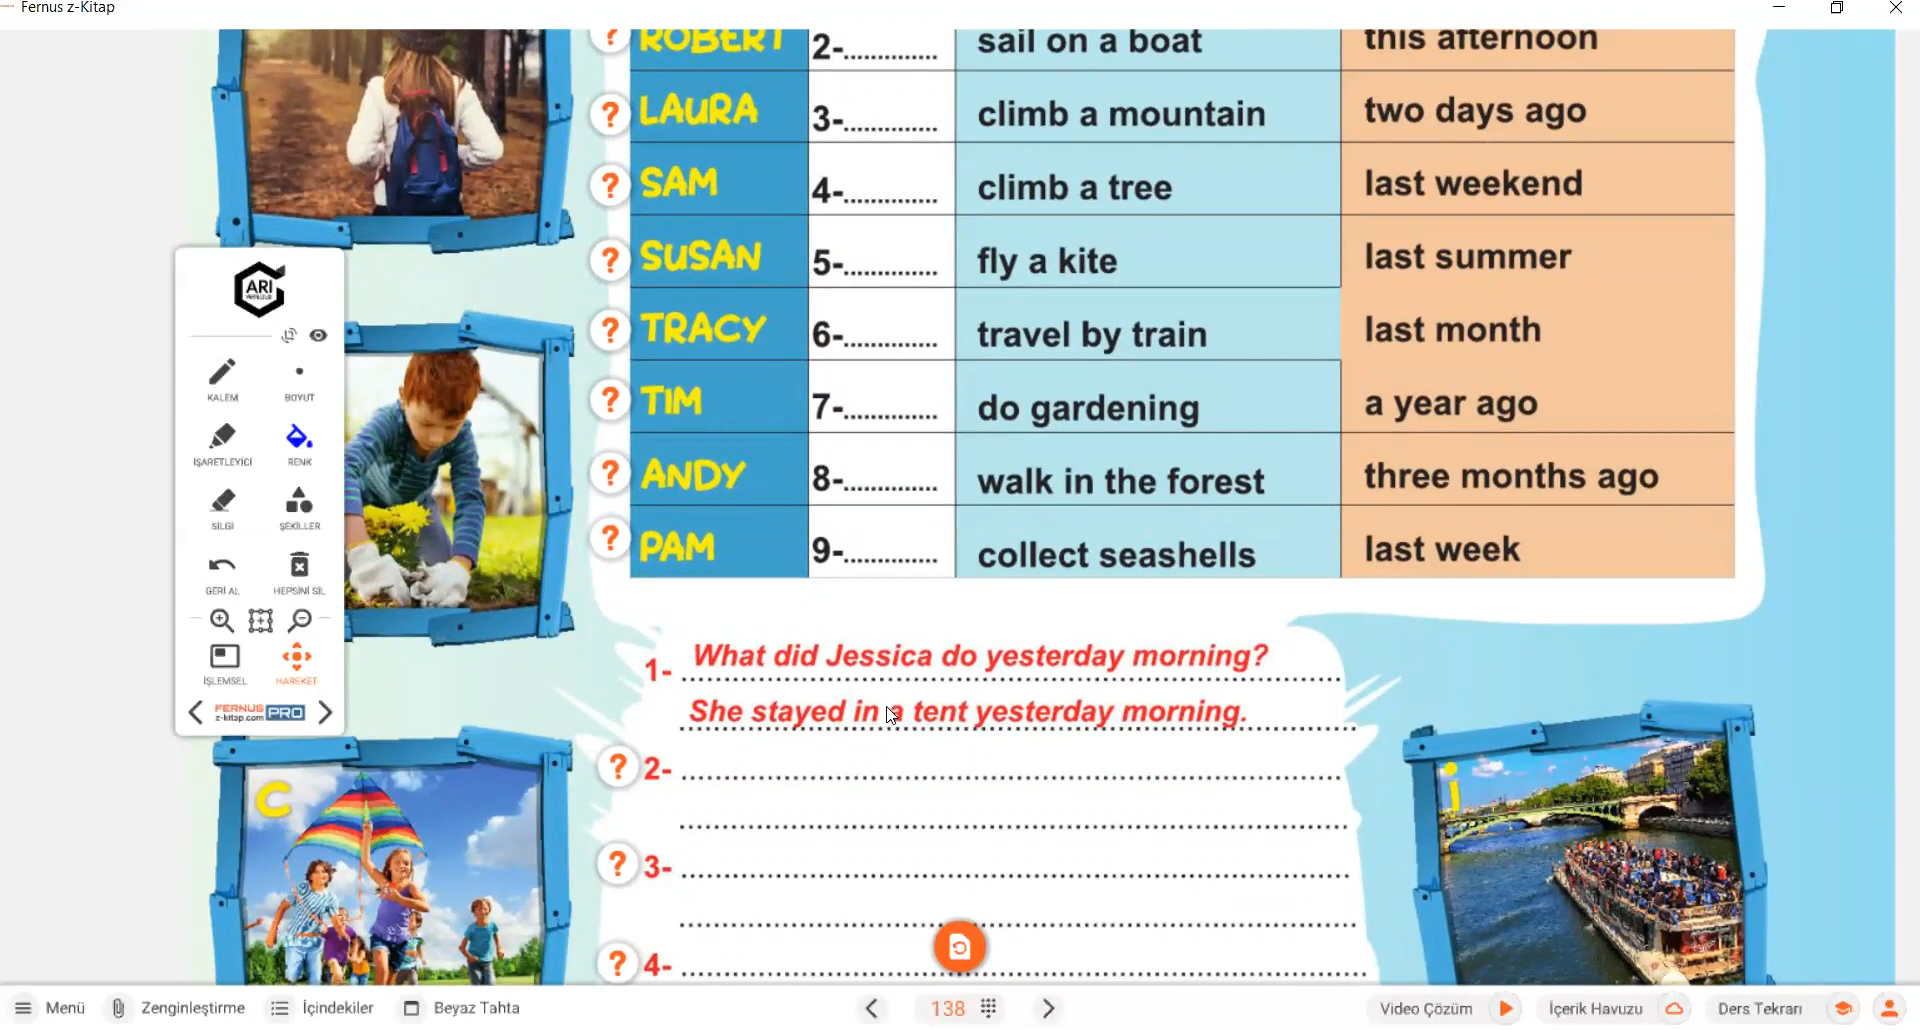 Fernus z-Kitap
? ROBERT 2-.............. sail on a boat this afternoon
? LAURA 3-.............. climb a mountain two days ago
? SAM 4-.............. climb a tree last weekend
? SUSAN 5-.............. fly a kite last summer
? TRACY 6-.............. travel by train last month
? TIM 7-.............. do gardening a year ago
? ANDY 8-.............. walk in the forest three months ago
? PAM 9-.............. collect seashells last week
ARI
KALEM BOYUT
İŞARETLEYİCİ RENK
SİLGİ ŞEKİLLER
GERİ AL HEPSİNİ SİL
İŞLEMSEL HAREKET
FERNUS
z-kitap.com PRO
1- What did Jessica do yesterday morning?
She stayed in a tent yesterday morning.
? 2-
? 3-
? 4-
C
i
Menü Zenginleştirme İçindekiler Beyaz Tahta 138 Video Çözüm İçerik Havuzu Ders Tekrarı